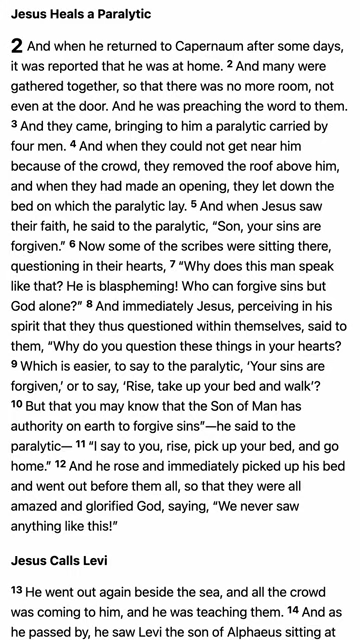 Jesus Heals a Paralytic
2 And when he returned to Capernaum after some days,
it was reported that he was at home. 2 And many were
gathered together, so that there was no more room, not
even at the door. And he was preaching the word to them.
3 And they came, bringing to him a paralytic carried by
four men. 4 And when they could not get near him
because of the crowd, they removed the roof above him,
and when they had made an opening, they let down the
bed on which the paralytic lay. 5 And when Jesus saw
their faith, he said to the paralytic, “Son, your sins are
forgiven.” 6 Now some of the scribes were sitting there,
questioning in their hearts, 7 “Why does this man speak
like that? He is blaspheming! Who can forgive sins but
God alone?” 8 And immediately Jesus, perceiving in his
spirit that they thus questioned within themselves, said to
them, “Why do you question these things in your hearts?
9 Which is easier, to say to the paralytic, ‘Your sins are
forgiven,’ or to say, ‘Rise, take up your bed and walk’?
10 But that you may know that the Son of Man has
authority on earth to forgive sins”—he said to the
paralytic— 11 “I say to you, rise, pick up your bed, and go
home.” 12 And he rose and immediately picked up his bed
and went out before them all, so that they were all
amazed and glorified God, saying, “We never saw
anything like this!”
Jesus Calls Levi
13 He went out again beside the sea, and all the crowd
was coming to him, and he was teaching them. 14 And as
he passed by, he saw Levi the son of Alphaeus sitting at